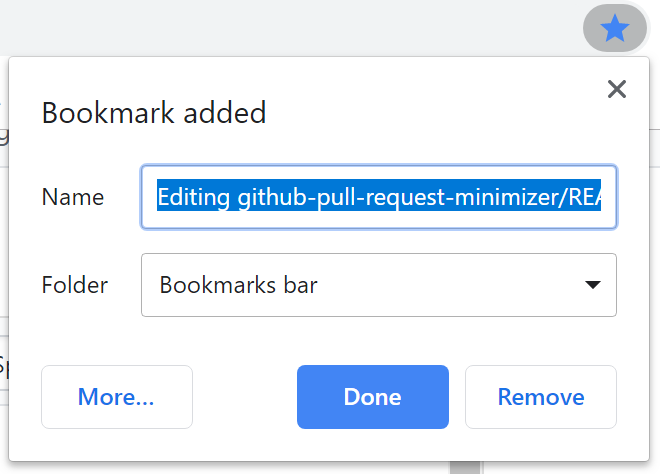 Bookmark added
Name
Editing github-pull-request-minimizer/REA
Folder
Bookmarks bar
More...
Done
Remove